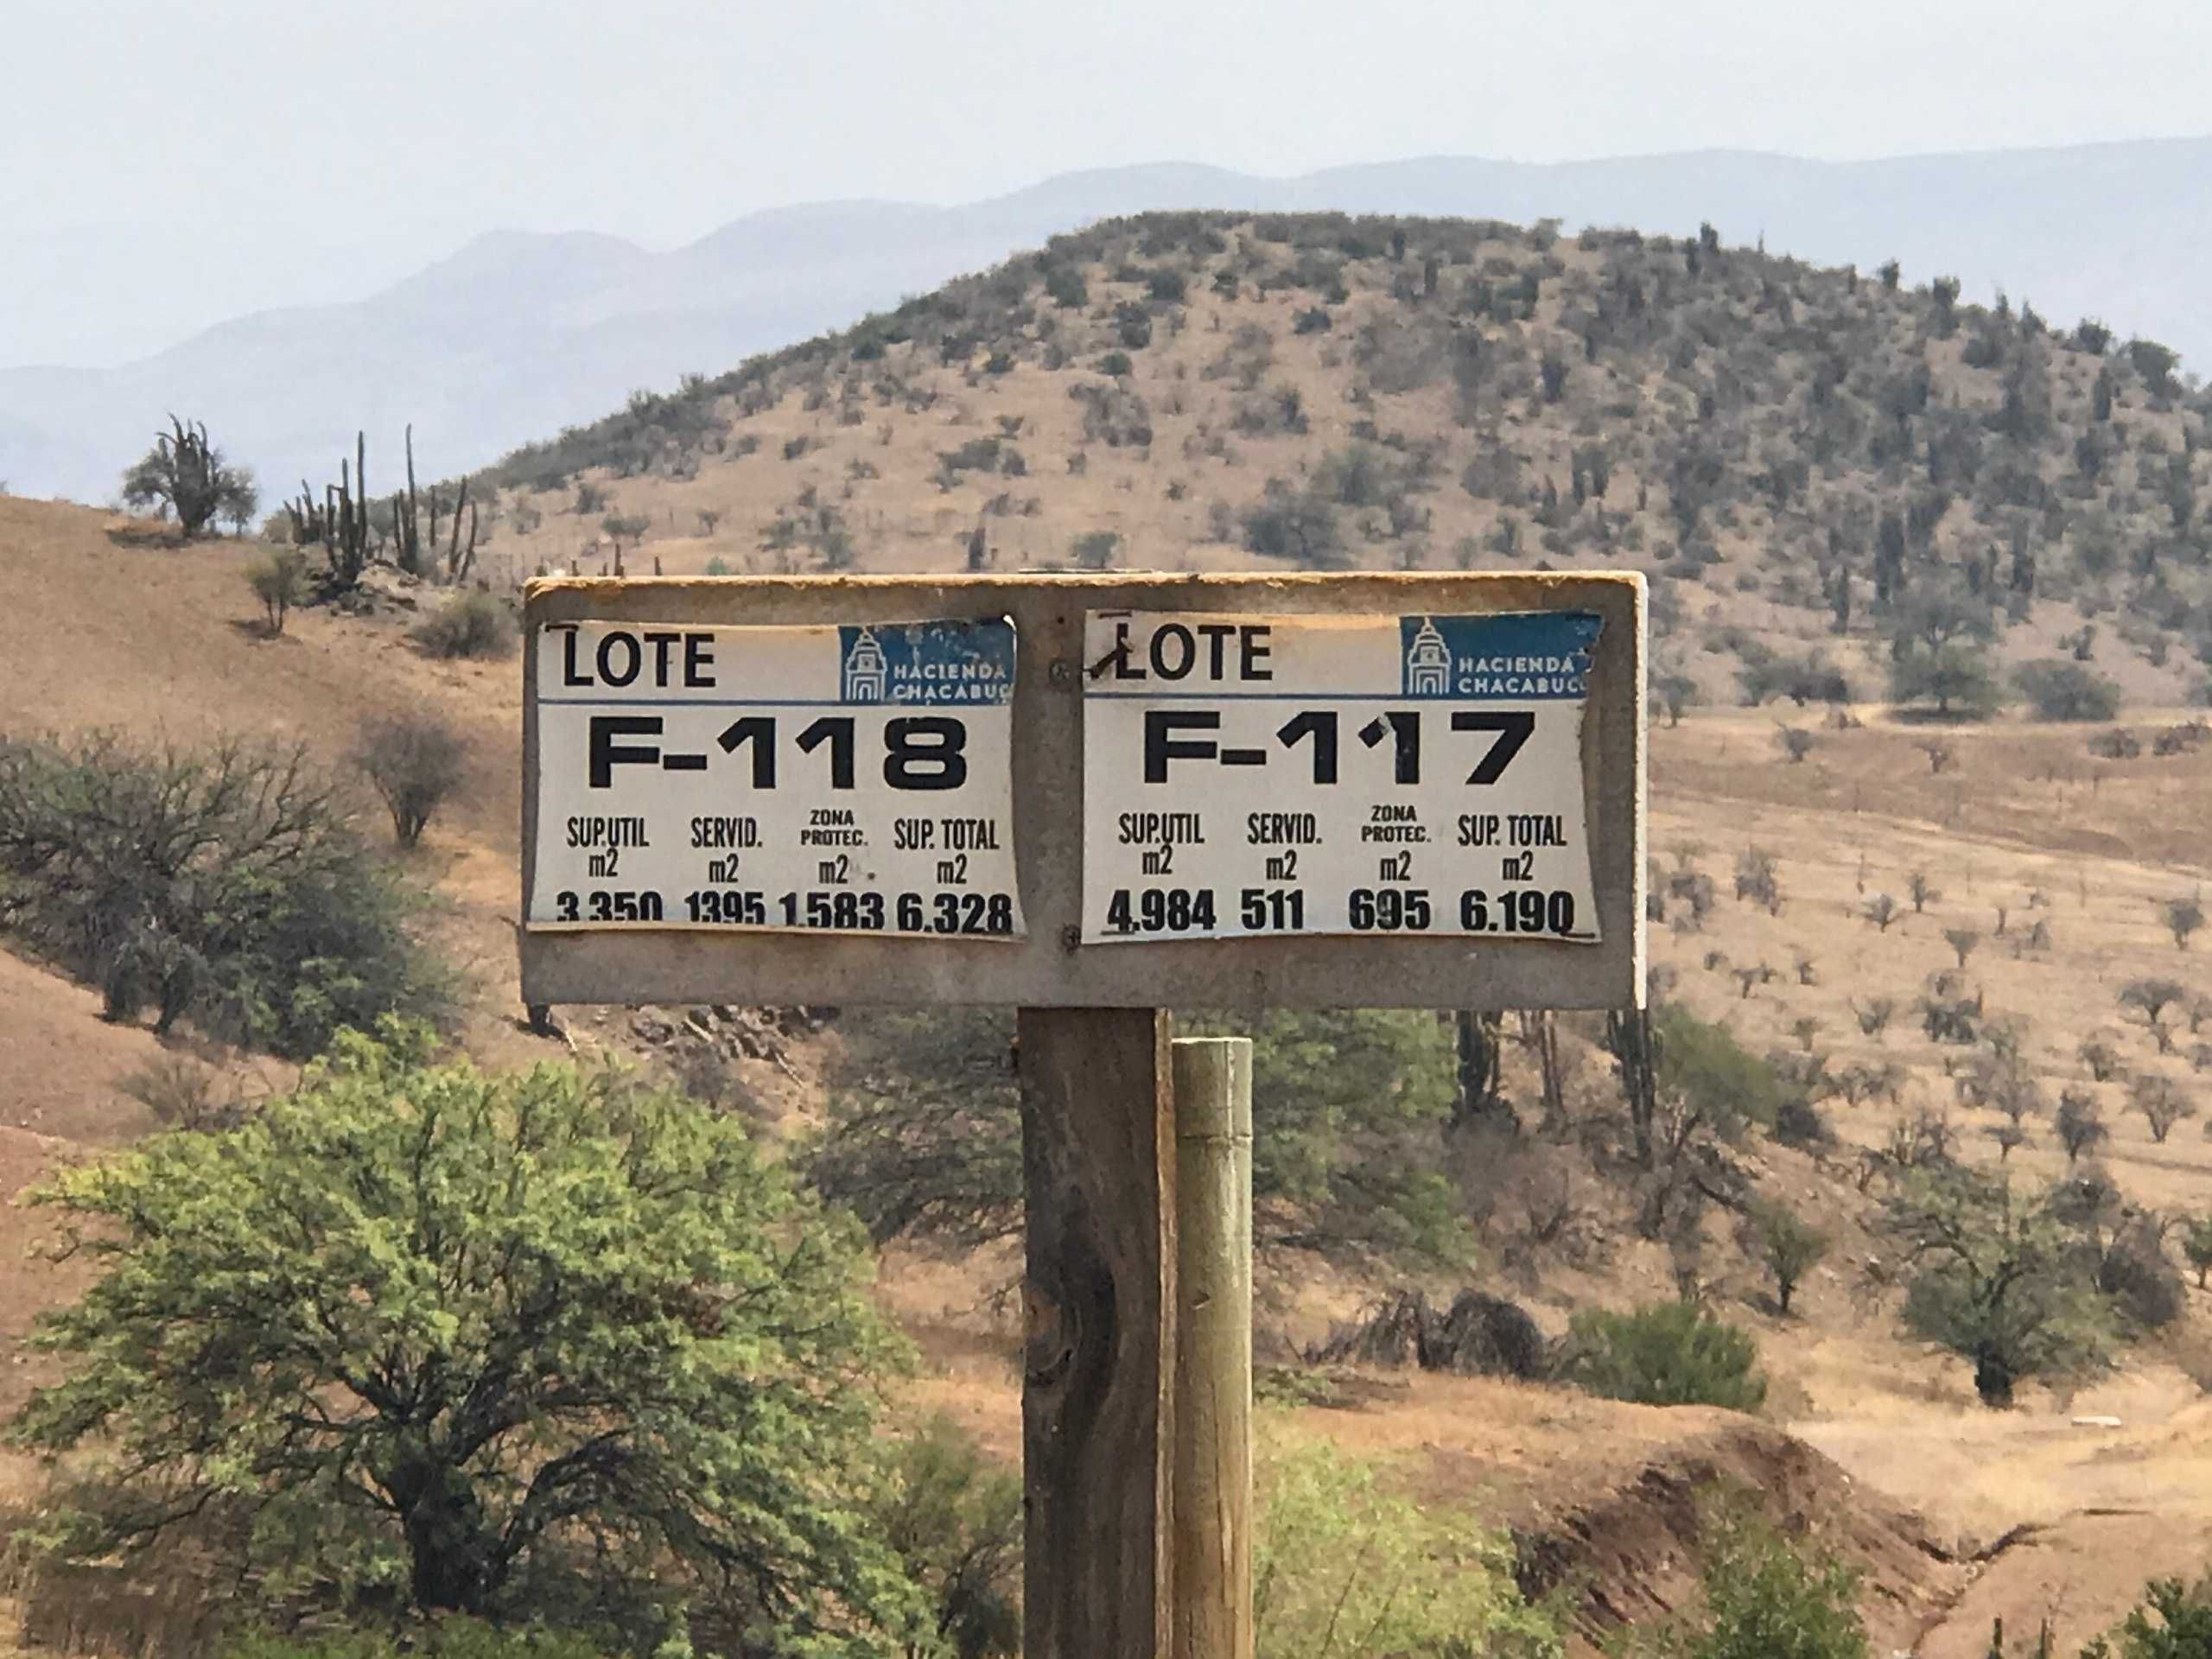 LOTE
HACIENDA
CHACABUC
F-118
SUP.UTIL SERVID. ZONA PROTEC. SUP. TOTAL
m2 m2 m2 m2
3.350 1395 1.583 6.328
LOTE
HACIENDA
CHACABUC
F-117
SUP.UTIL SERVID. ZONA PROTEC. SUP. TOTAL
m2 m2 m2 m2
4.984 511 695 6.190